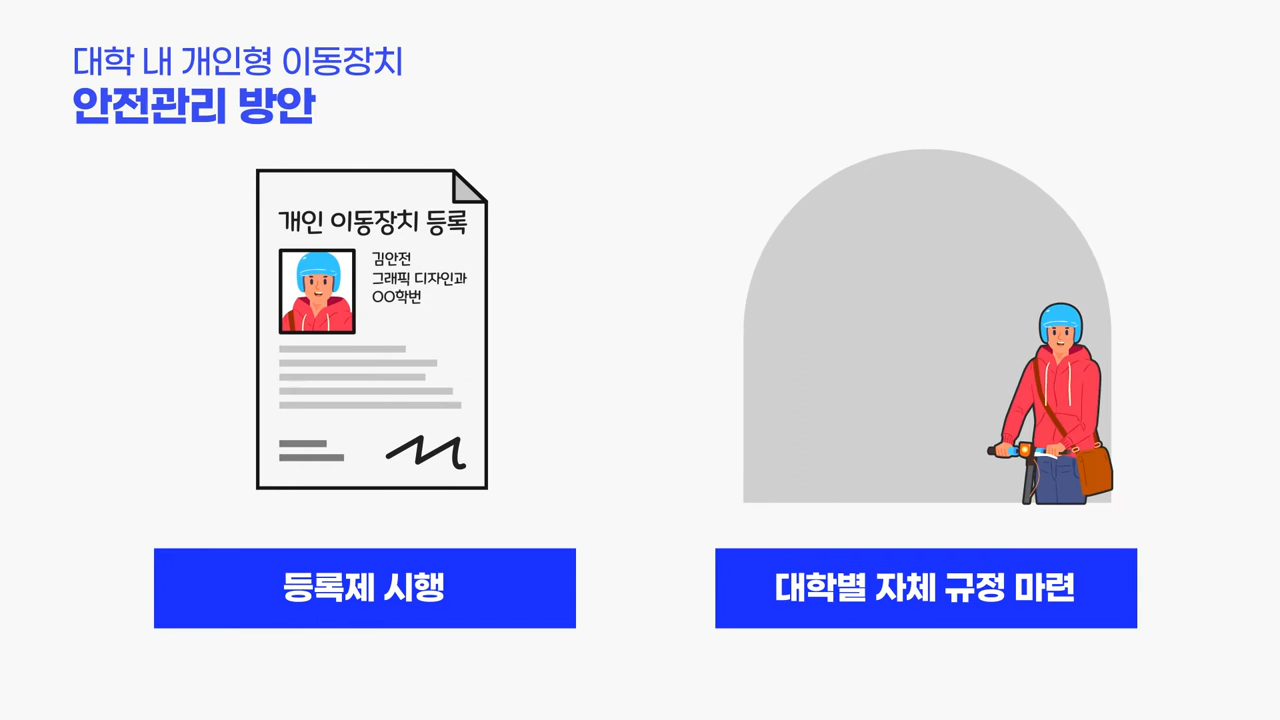 대학 내 개인형 이동장치
안전관리 방안
개인 이동장치 등록
김안전
그래픽 디자인과
OO학번
등록제 시행
대학별 자체 규정 마련